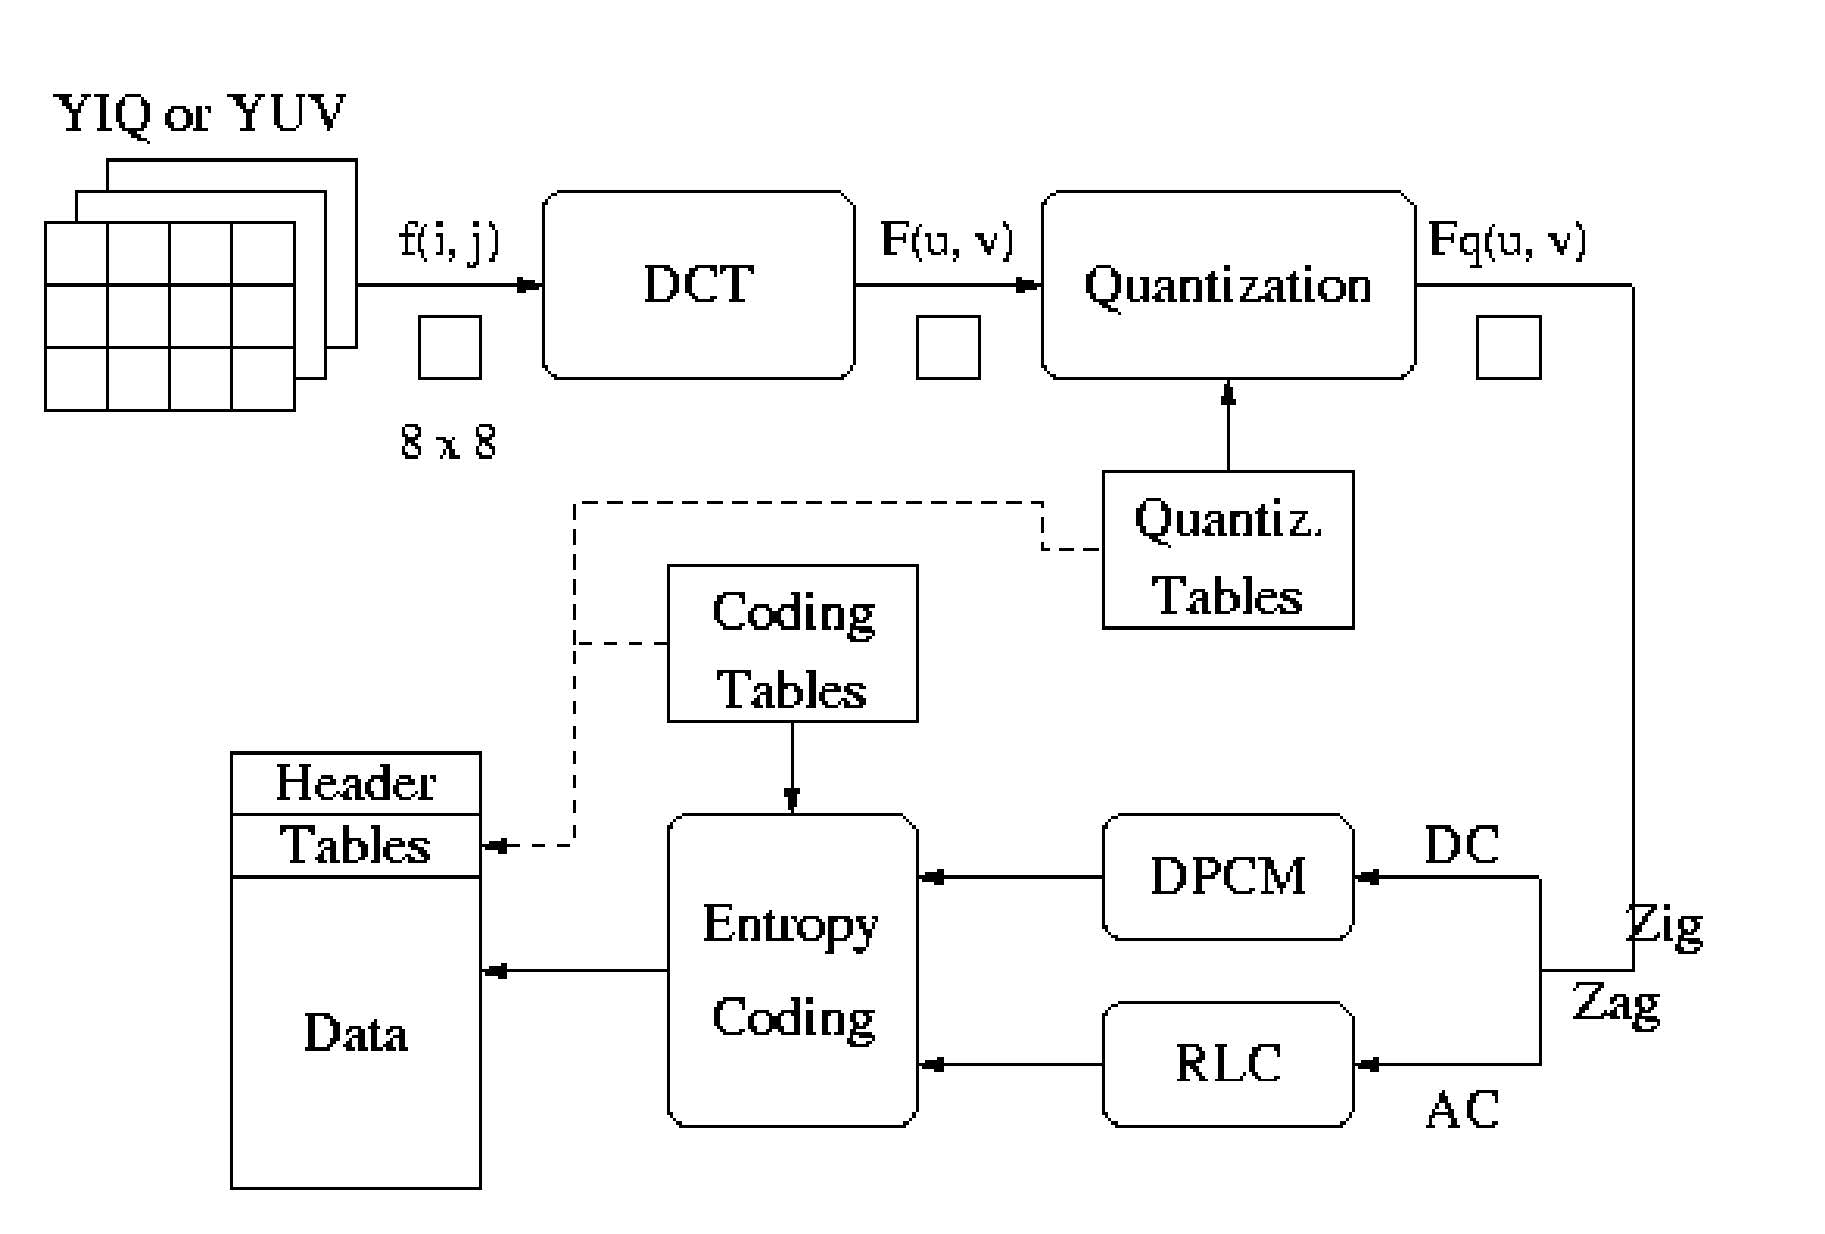 YIQ or YUV
f(i, j)
DCT
F(u, v)
Quantization
Fq(u, v)
8 x 8
Quantiz.
Tables
Coding
Tables
Header
Tables
Data
Entropy
Coding
DPCM
DC
Zig
Zag
RLC
AC